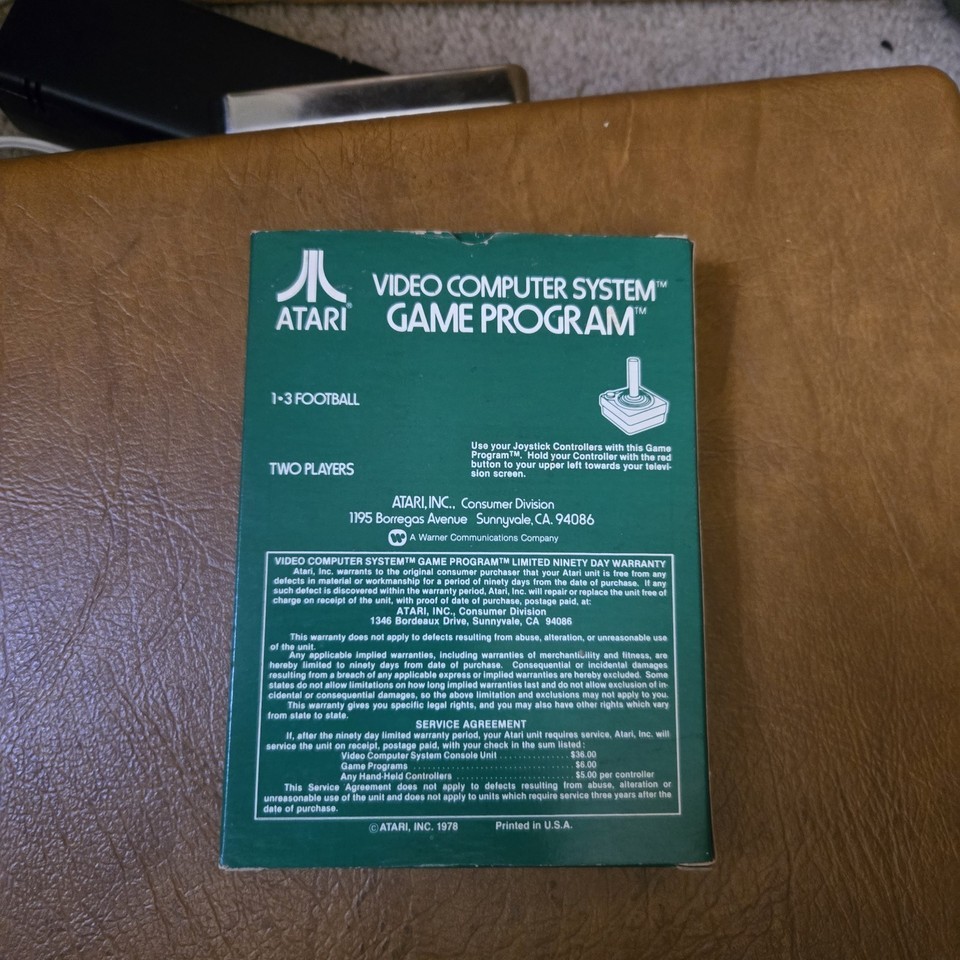 ATARI®
VIDEO COMPUTER SYSTEM™
GAME PROGRAM™
1•3 FOOTBALL
TWO PLAYERS
Use your Joystick Controllers with this Game
Program™. Hold your Controller with the red
button to your upper left towards your televi-
sion screen.
ATARI, INC., Consumer Division
1195 Borregas Avenue Sunnyvale, CA. 94086
A Warner Communications Company
VIDEO COMPUTER SYSTEM™ GAME PROGRAM™ LIMITED NINETY DAY WARRANTY
Atari, Inc. warrants to the original consumer purchaser that your Atari unit is free from any
defects in material or workmanship for a period of ninety days from the date of purchase. If any
such defect is discovered within the warranty period, Atari, Inc. will repair or replace the unit free of
charge on receipt of the unit, with proof of date of purchase, postage paid, at:
ATARI, INC., Consumer Division
1346 Bordeaux Drive, Sunnyvale, CA 94086
This warranty does not apply to defects resulting from abuse, alteration, or unreasonable use
of the unit.
Any applicable implied warranties, including warranties of merchantibility and fitness, are
hereby limited to ninety days from date of purchase. Consequential or incidental damages
resulting from a breach of any applicable express or implied warranties are hereby excluded. Some
states do not allow limitations on how long implied warranties last and do not allow exclusion of in-
cidental or consequential damages, so the above limitation and exclusions may not apply to you.
This warranty gives you specific legal rights, and you may also have other rights which vary
from state to state.
SERVICE AGREEMENT
If, after the ninety day limited warranty period, your Atari unit requires service, Atari, Inc. will
service the unit on receipt, postage paid, with your check in the sum listed:
Video Computer System Console Unit . . . . . . . . . . . . $36.00
Game Programs . . . . . . . . . . . . . . . . . . . . . . . . . . . . $6.00
Any Hand-Held Controllers . . . . . . . . . . . . . . . . . . . . $5.00 per controller
This Service Agreement does not apply to defects resulting from abuse, alteration or
unreasonable use of the unit and does not apply to units which require service three years after the
date of purchase.
©ATARI, INC. 1978 Printed in U.S.A.